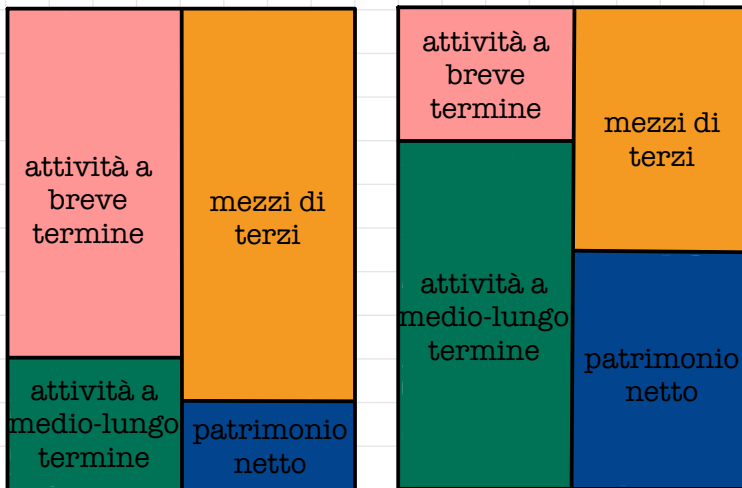 attività a
breve
termine
mezzi di
terzi
attività a
medio-lungo
termine
patrimonio
netto
attività a
breve
termine
mezzi di
terzi
attività a
medio-lungo
termine
patrimonio
netto